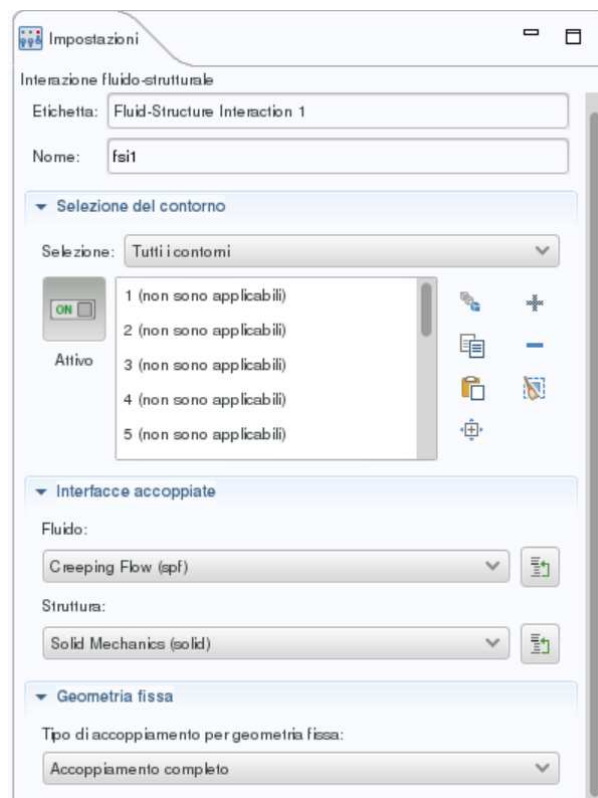 Impostazioni
Interazione fluido-strutturale
Etichetta: Fluid-Structure Interaction 1
Nome: fsi1
Selezione del contorno
Selezione: Tutti i contorni
1 (non sono applicabili)
ON
2 (non sono applicabili)
Attivo
3 (non sono applicabili)
4 (non sono applicabili)
5 (non sono applicabili)
Interfacce accoppiate
Fluido:
Creeping Flow (spf)
Struttura:
Solid Mechanics (solid)
Geometria fissa
Tipo di accoppiamento per geometria fissa:
Accoppiamento completo